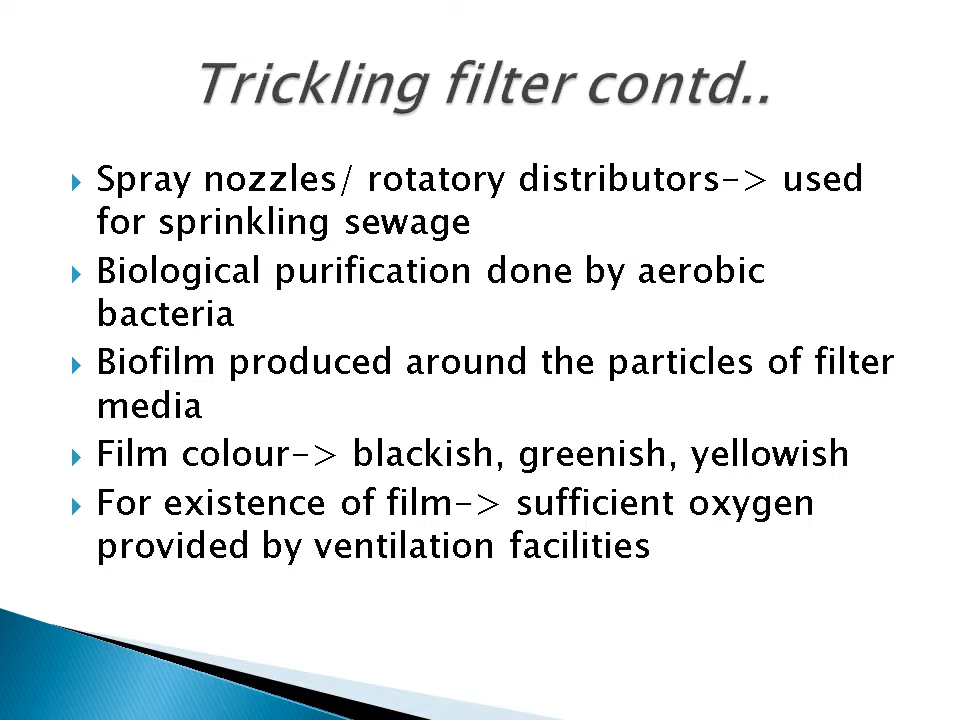 Trickling filter contd..
Spray nozzles/ rotatory distributors-> used
for sprinkling sewage
Biological purification done by aerobic
bacteria
Biofilm produced around the particles of filter
media
Film colour-> blackish, greenish, yellowish
For existence of film-> sufficient oxygen
provided by ventilation facilities